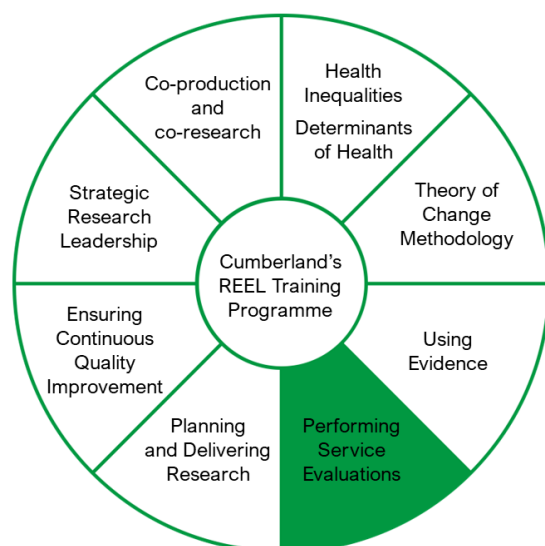 Co-production
and
co-research
Health
Inequalities
Determinants
of Health
Theory of
Change
Methodology
Using
Evidence
Performing
Service
Evaluations
Planning
and Delivering
Research
Ensuring
Continuous
Quality
Improvement
Strategic
Research
Leadership
Cumberland's
REEL Training
Programme